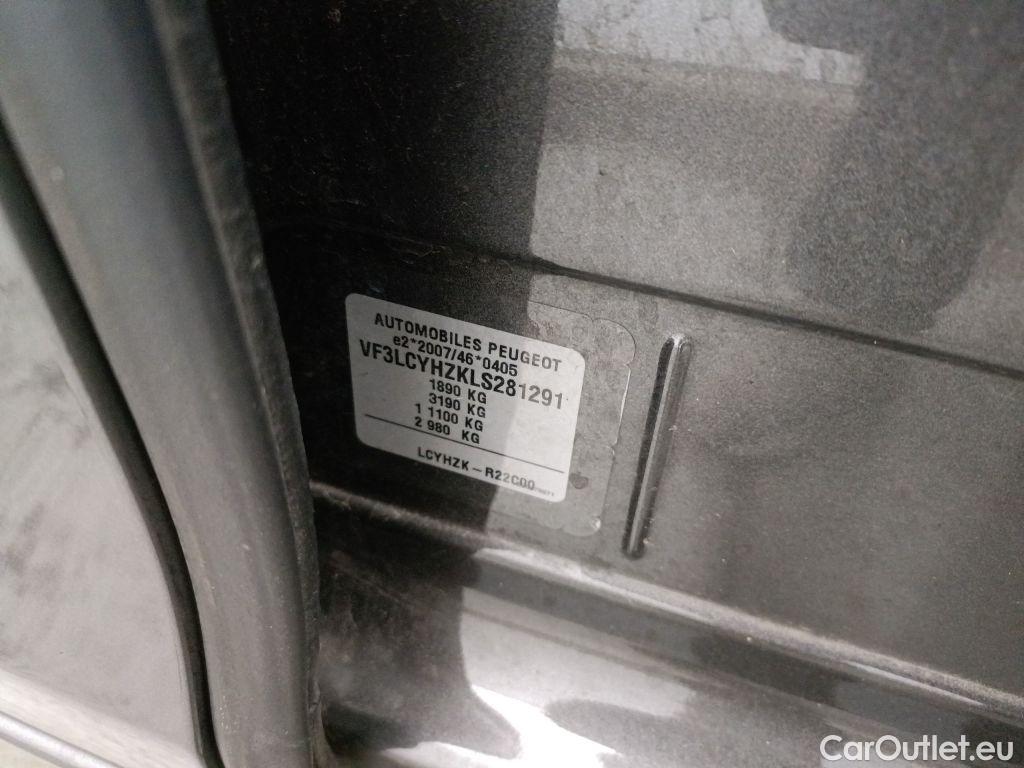 AUTOMOBILES PEUGEOT
e2*2007/46*0405
VF3LCYHZKLS281291
1890 KG
3190 KG
1 1100 KG
2 980 KG
LCYHZK - R22C00
CarOutlet.eu